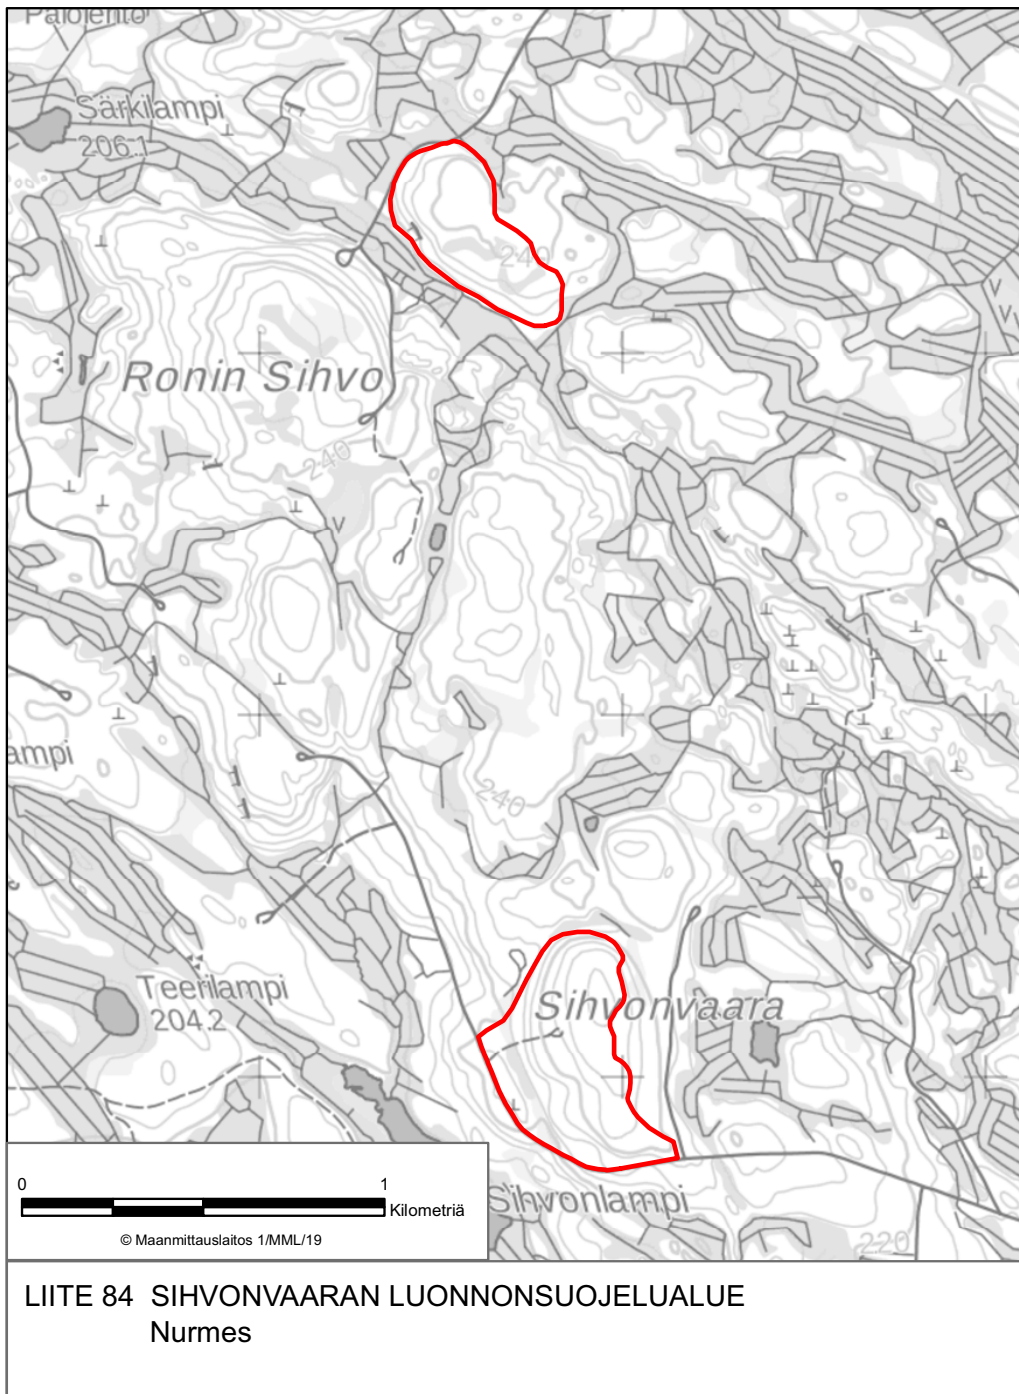 Palolehto
Särkilampi
206.1
240
Ronin Sihvo
240
ampi
240
Teerilampi
204.2
Sihvonvaara
0 1
Kilometriä
© Maanmittauslaitos 1/MML/19
Sihvonlampi
220
LIITE 84 SIHVONVAARAN LUONNONSUOJELUALUE
Nurmes